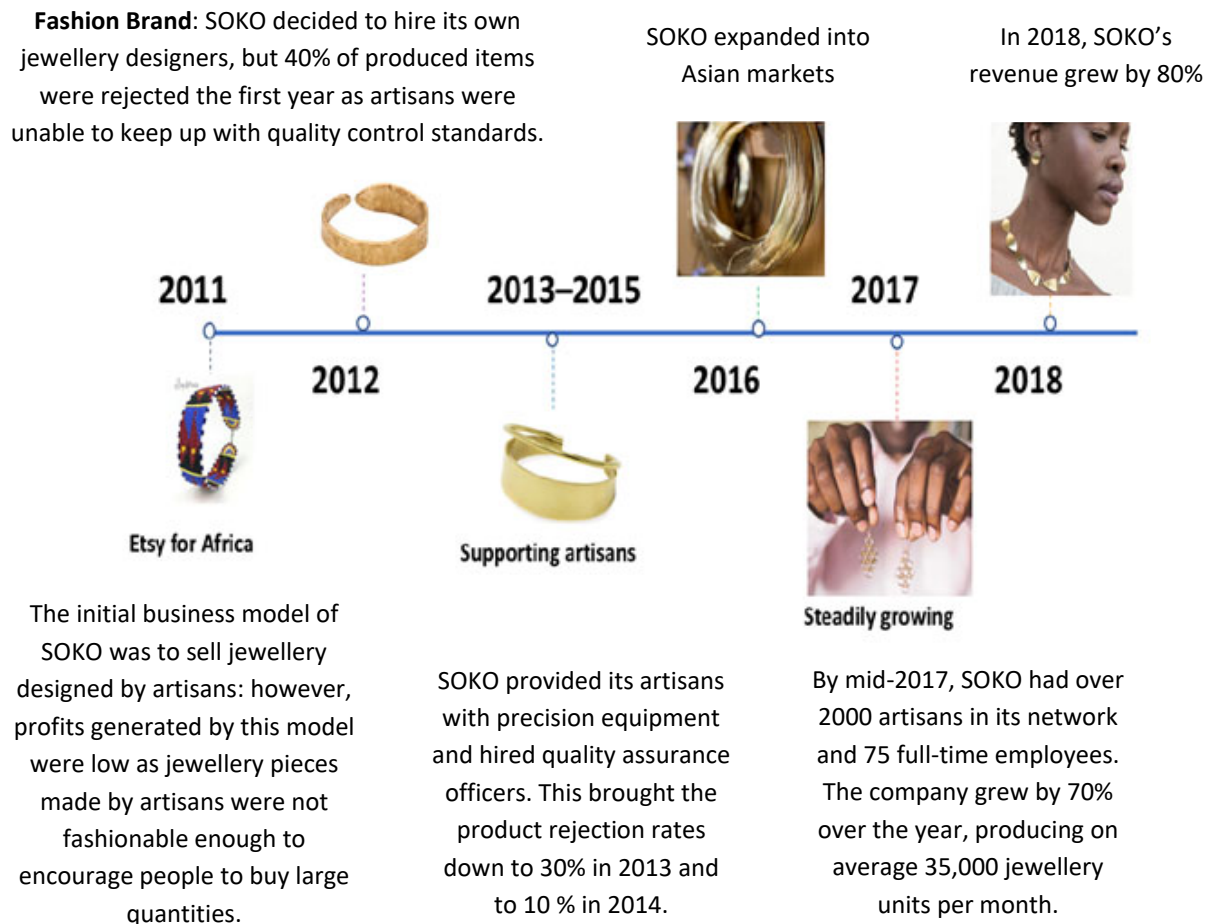 Fashion Brand: SOKO decided to hire its own
jewellery designers, but 40% of produced items
were rejected the first year as artisans were
unable to keep up with quality control standards.
SOKO expanded into
Asian markets
In 2018, SOKO’s
revenue grew by 80%
2011
2013–2015
2017
2012
2016
2018
Etsy for Africa
Supporting artisans
Steadily growing
The initial business model of
SOKO was to sell jewellery
designed by artisans: however,
profits generated by this model
were low as jewellery pieces
made by artisans were not
fashionable enough to
encourage people to buy large
quantities.
SOKO provided its artisans
with precision equipment
and hired quality assurance
officers. This brought the
product rejection rates
down to 30% in 2013 and
to 10 % in 2014.
By mid-2017, SOKO had over
2000 artisans in its network
and 75 full-time employees.
The company grew by 70%
over the year, producing on
average 35,000 jewellery
units per month.